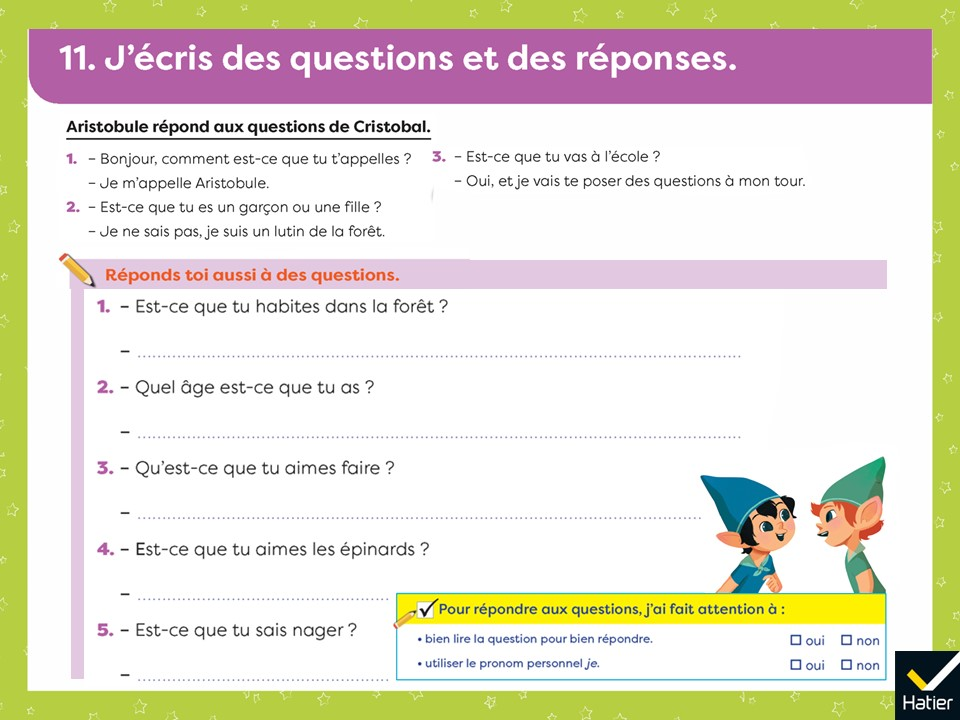 11. J'écris des questions et des réponses.
Aristobule répond aux questions de Cristobal.
1. – Bonjour, comment est-ce que tu t'appelles ?
– Je m'appelle Aristobule.
2. – Est-ce que tu es un garçon ou une fille ?
– Je ne sais pas, je suis un lutin de la forêt.
3. – Est-ce que tu vas à l'école ?
– Oui, et je vais te poser des questions à mon tour.
Réponds toi aussi à des questions.
1. – Est-ce que tu habites dans la forêt ?
– ........................................
2. – Quel âge est-ce que tu as ?
– ........................................
3. – Qu'est-ce que tu aimes faire ?
– ........................................
4. – Est-ce que tu aimes les épinards ?
– ........................................
5. – Est-ce que tu sais nager ?
– ........................................
Pour répondre aux questions, j'ai fait attention à :
• bien lire la question pour bien répondre. ☐ oui ☐ non
• utiliser le pronom personnel je. ☐ oui ☐ non
Hatier